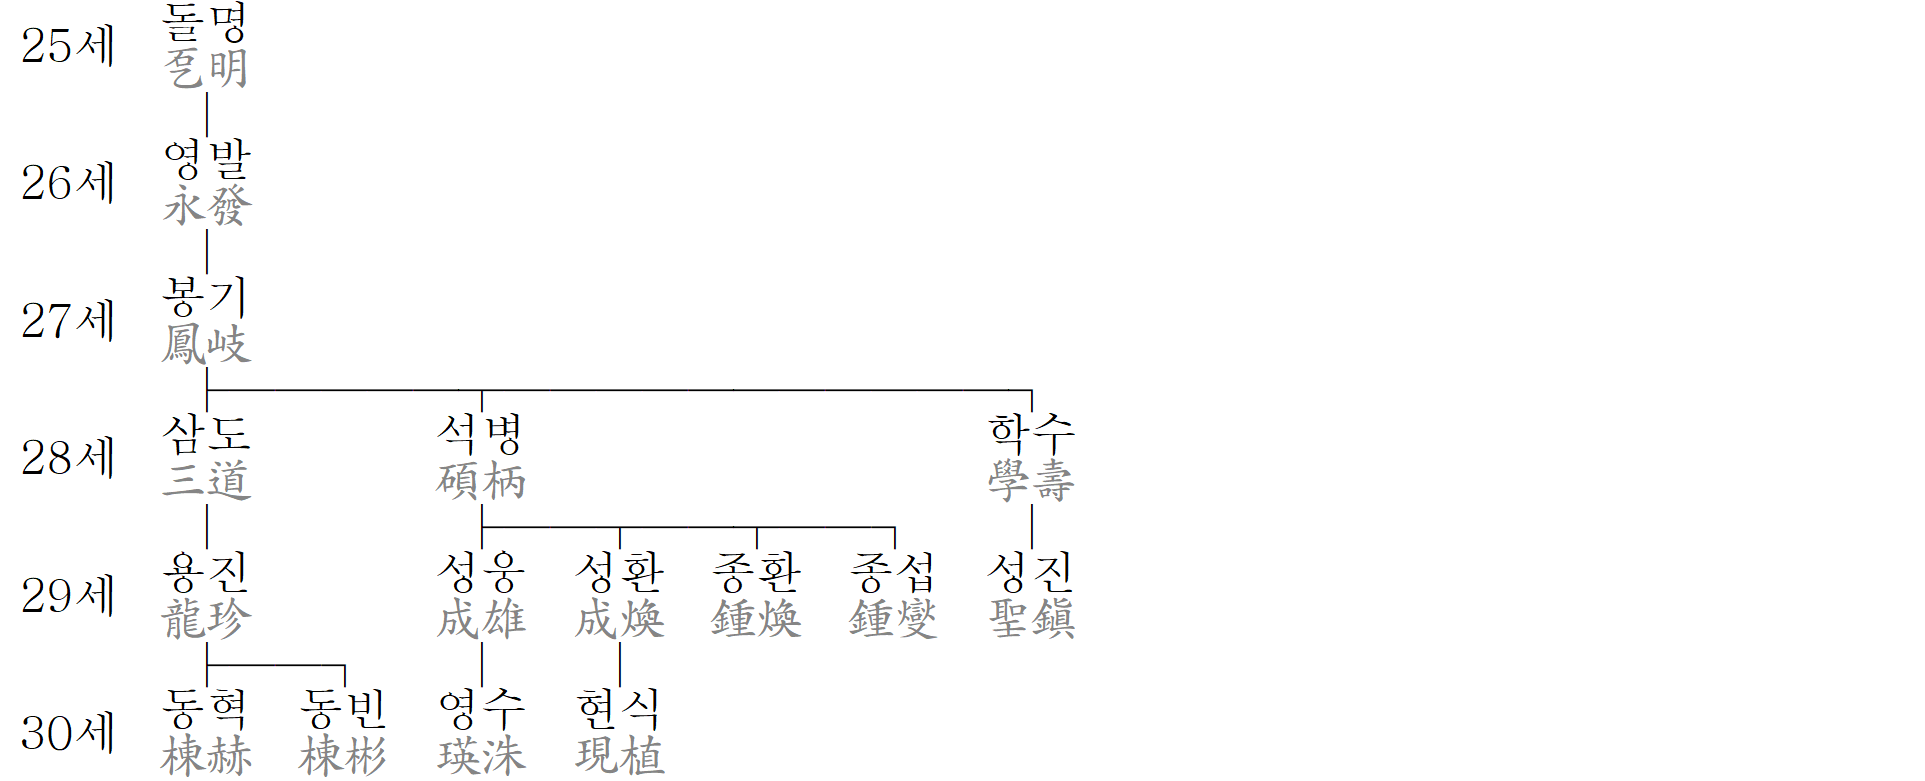 돌명
25세
乭明
영발
26세
永發
봉기
27세
鳳岐
삼도 석병 학수
28세
三道 碩柄 學壽
용진 성웅 성환 종환 종섭 성진
29세
龍珍 成雄 成煥 鍾煥 鍾燮 聖鎭
동혁 동빈 영수 현식
30세
棟赫 棟彬 瑛洙 現植